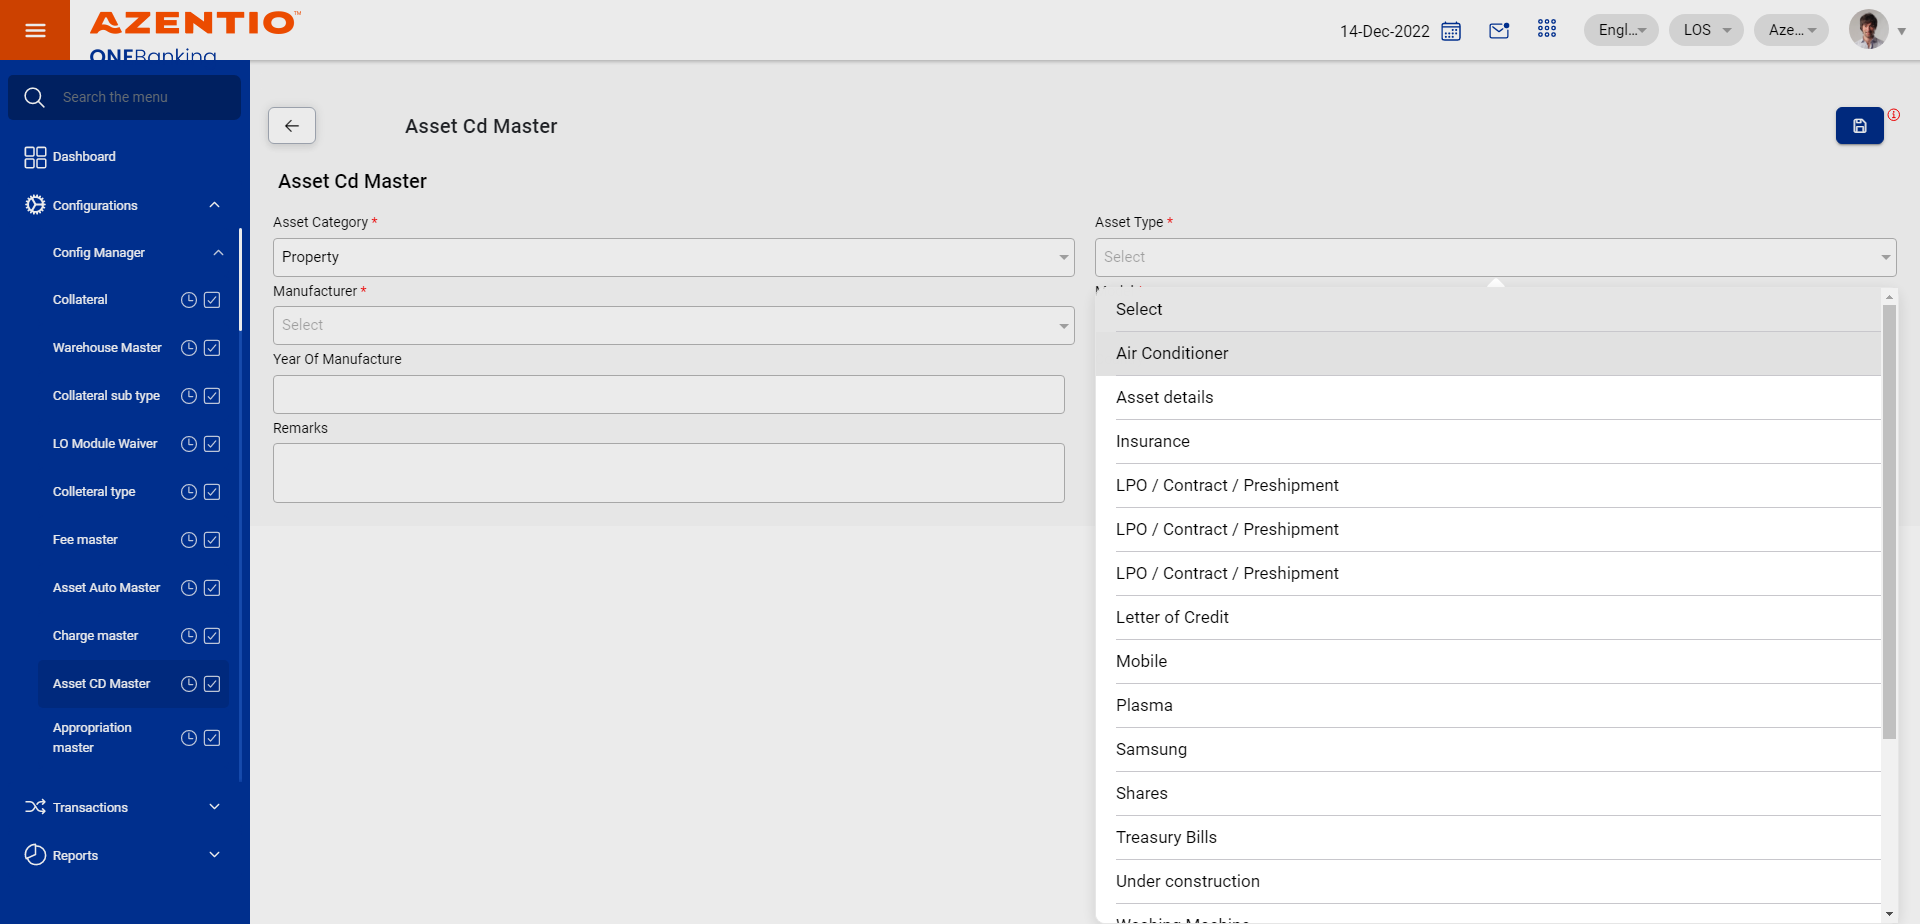 AZENTIO™
ONEBanking
14-Dec-2022
Engl...
LOS
Aze...
Search the menu
Dashboard
Configurations
Config Manager
Collateral
Warehouse Master
Collateral sub type
LO Module Waiver
Colleteral type
Fee master
Asset Auto Master
Charge master
Asset CD Master
Appropriation
master
Transactions
Reports
Asset Cd Master
Asset Cd Master
Asset Category *
Property
Manufacturer *
Select
Year Of Manufacture
Remarks
Asset Type *
Select
Select
Air Conditioner
Asset details
Insurance
LPO / Contract / Preshipment
LPO / Contract / Preshipment
LPO / Contract / Preshipment
Letter of Credit
Mobile
Plasma
Samsung
Shares
Treasury Bills
Under construction
Washing Machine